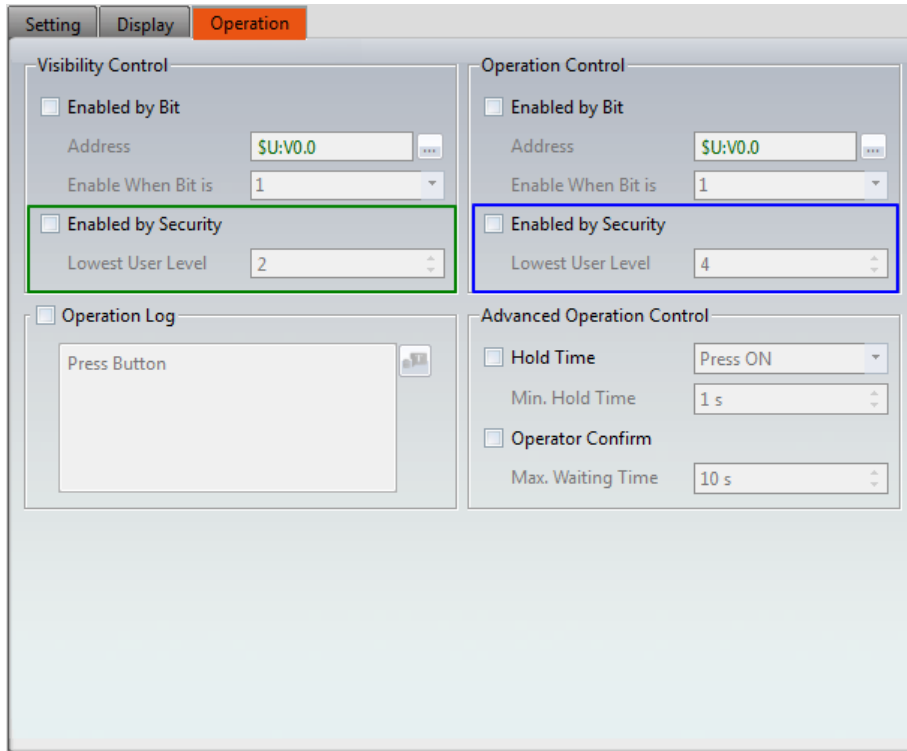 Setting Display Operation
Visibility Control
Enabled by Bit
Address $U:V0.0 ...
Enable When Bit is 1
Enabled by Security
Lowest User Level 2
Operation Control
Enabled by Bit
Address $U:V0.0 ...
Enable When Bit is 1
Enabled by Security
Lowest User Level 4
Operation Log
Press Button
Advanced Operation Control
Hold Time Press ON
Min. Hold Time 1 s
Operator Confirm
Max. Waiting Time 10 s